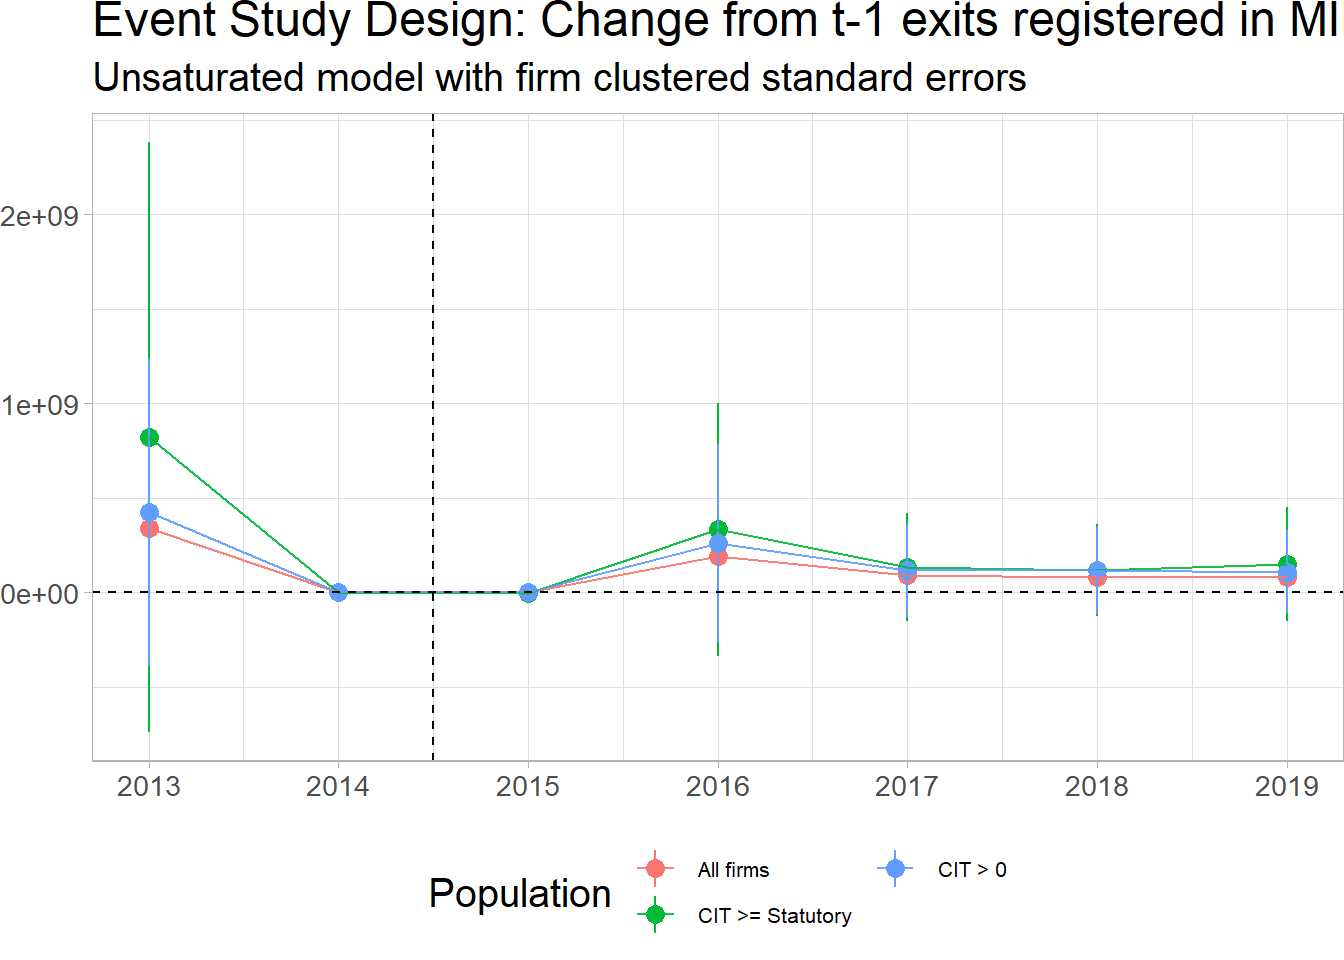 Event Study Design: Change from t-1 exits registered in MI
Unsaturated model with firm clustered standard errors
2e+09
1e+09
0e+00
2013 2014 2015 2016 2017 2018 2019
Population
All firms
CIT > 0
CIT >= Statutory